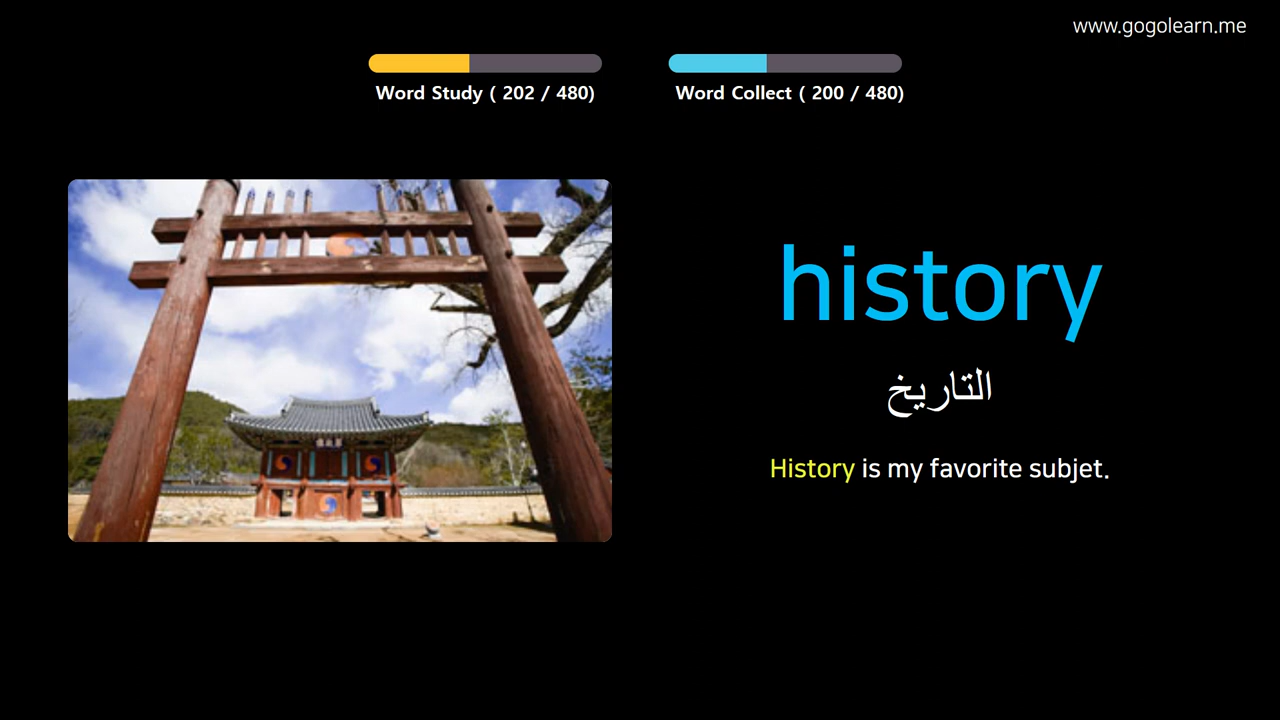 www.gogolearn.me
Word Study ( 202 / 480)
Word Collect ( 200 / 480)
history
التاريخ
History is my favorite subjet.